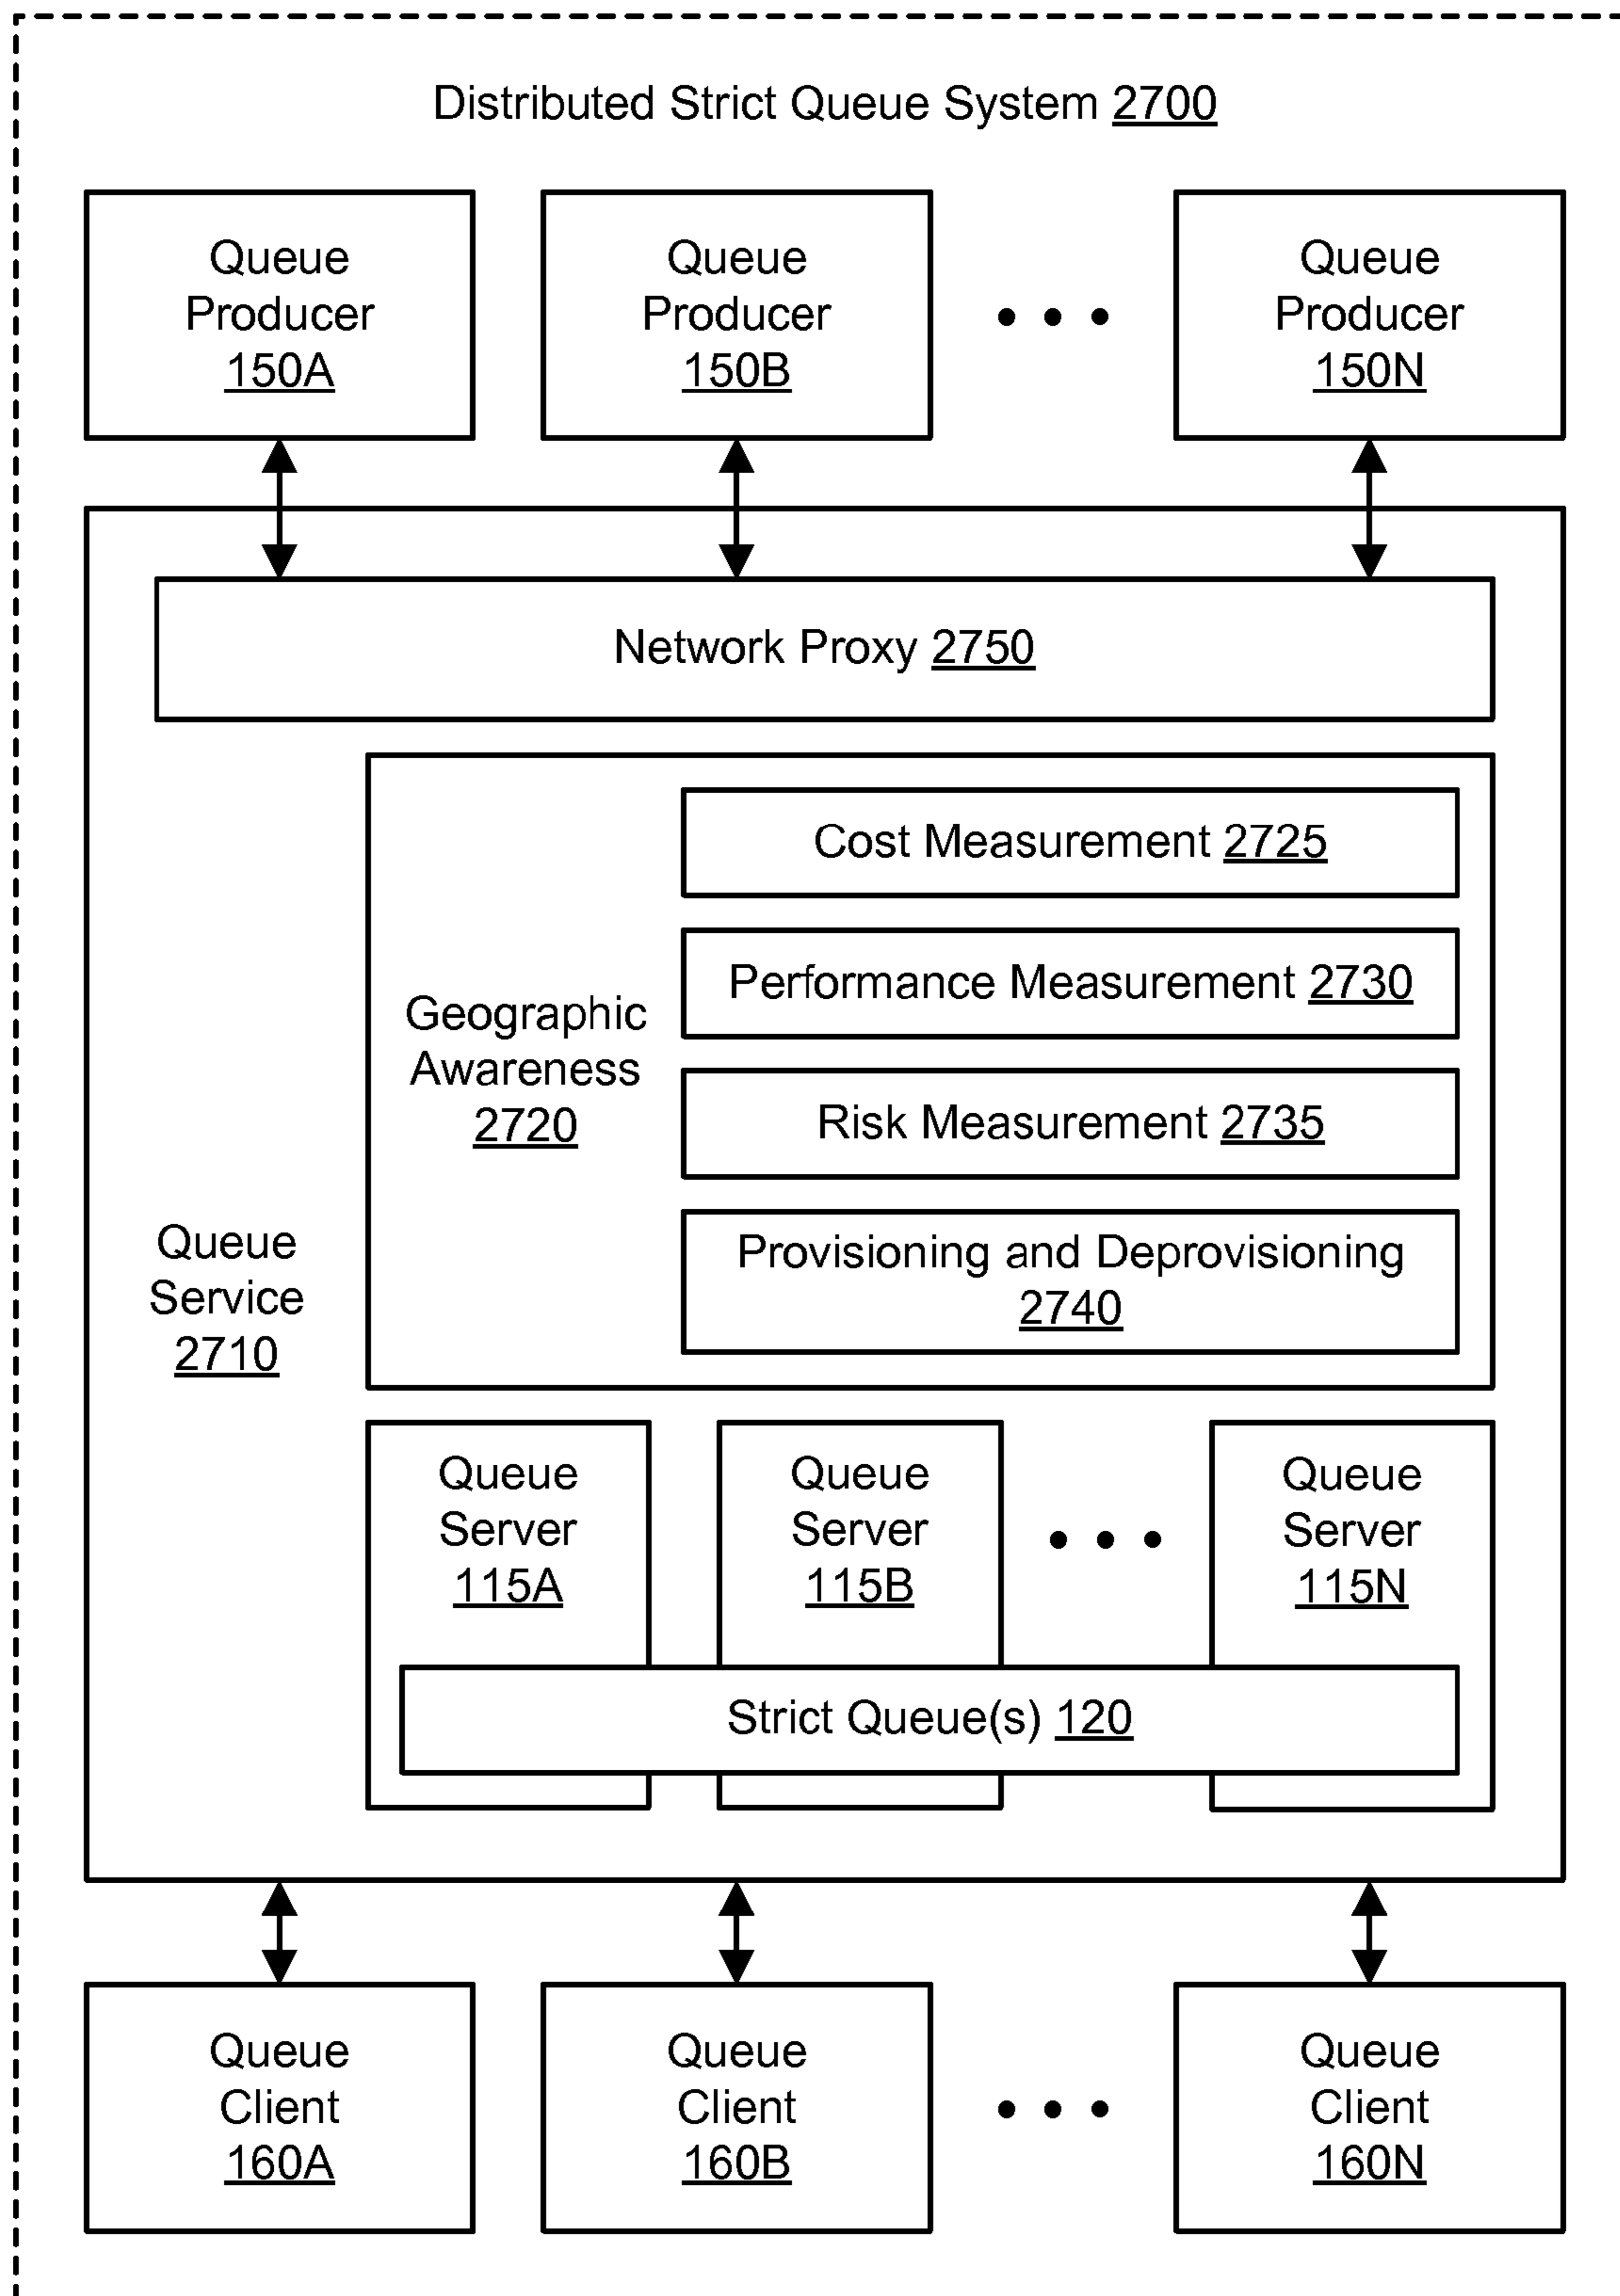 Distributed Strict Queue System 2700
Queue
Producer
150A
Queue
Producer
150B
Queue
Producer
150N
Network Proxy 2750
Cost Measurement 2725
Performance Measurement 2730
Geographic
Awareness
2720
Risk Measurement 2735
Provisioning and Deprovisioning
2740
Queue
Service
2710
Queue
Server
115A
Queue
Server
115B
Queue
Server
115N
Strict Queue(s) 120
Queue
Client
160A
Queue
Client
160B
Queue
Client
160N